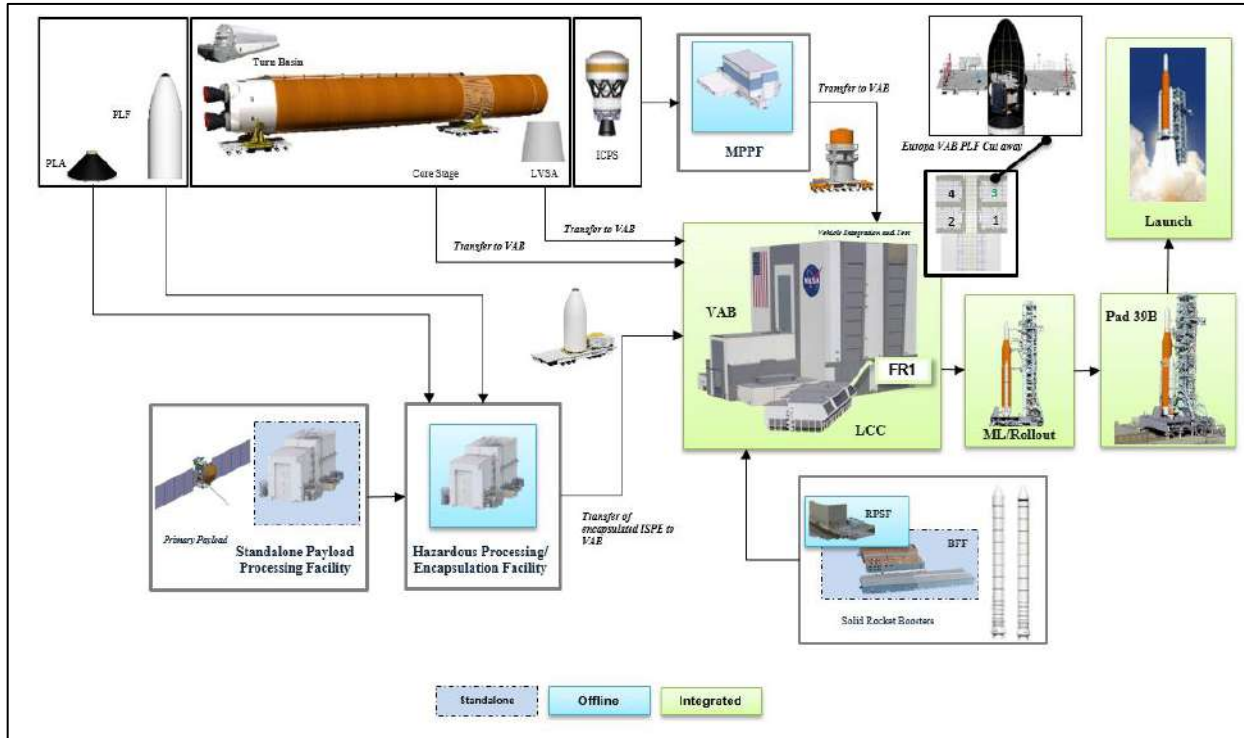 Turn Basin
PLF
PLA
Core Stage
LVSA
ICPS
MPPF
Transfer to VAB
Europa VAB PLF Cut away
4
3
2
1
Launch
Transfer to VAB
Transfer to VAB
Vehicle Integration and Test
NASA
VAB
FR1
LCC
ML/Rollout
Pad 39B
Primary Payload
Standalone Payload
Processing Facility
Hazardous Processing/
Encapsulation Facility
Transfer of
encapsulated ISPE to
VAB
RPSF
BFF
Solid Rocket Boosters
Standalone
Offline
Integrated